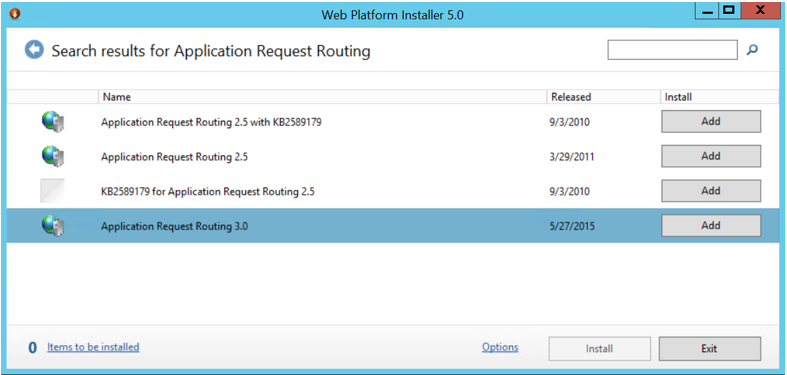 Web Platform Installer 5.0
Search results for Application Request Routing
Name Released Install
Application Request Routing 2.5 with KB2589179 9/3/2010 Add
Application Request Routing 2.5 3/29/2011 Add
KB2589179 for Application Request Routing 2.5 9/3/2010 Add
Application Request Routing 3.0 5/27/2015 Add
0 Items to be installed Options Install Exit